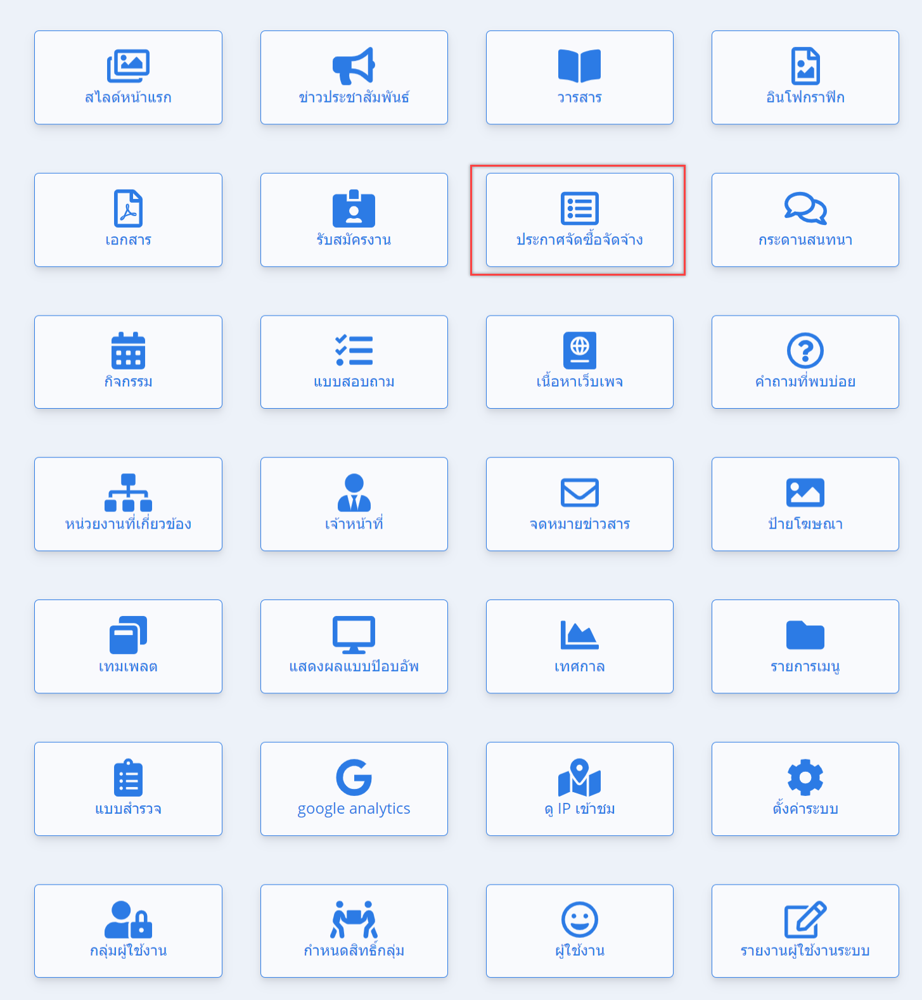 สไลด์หน้าแรก
ข่าวประชาสัมพันธ์
วารสาร
อินโฟกราฟิก
เอกสาร
รับสมัครงาน
ประกาศจัดซื้อจัดจ้าง
กระดานสนทนา
กิจกรรม
แบบสอบถาม
เนื้อหาเว็บเพจ
คำถามที่พบบ่อย
หน่วยงานที่เกี่ยวข้อง
เจ้าหน้าที่
จดหมายข่าวสาร
ป้ายโฆษณา
เทมเพลต
แสดงผลแบบป๊อบอัพ
เทศกาล
รายการเมนู
แบบสำรวจ
google analytics
ดู IP เข้าชม
ตั้งค่าระบบ
กลุ่มผู้ใช้งาน
กำหนดสิทธิ์กลุ่ม
ผู้ใช้งาน
รายงานผู้ใช้งานระบบ